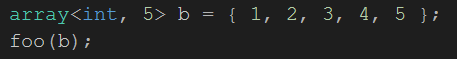 array<int, 5> b = { 1, 2, 3, 4, 5 };
foo(b);